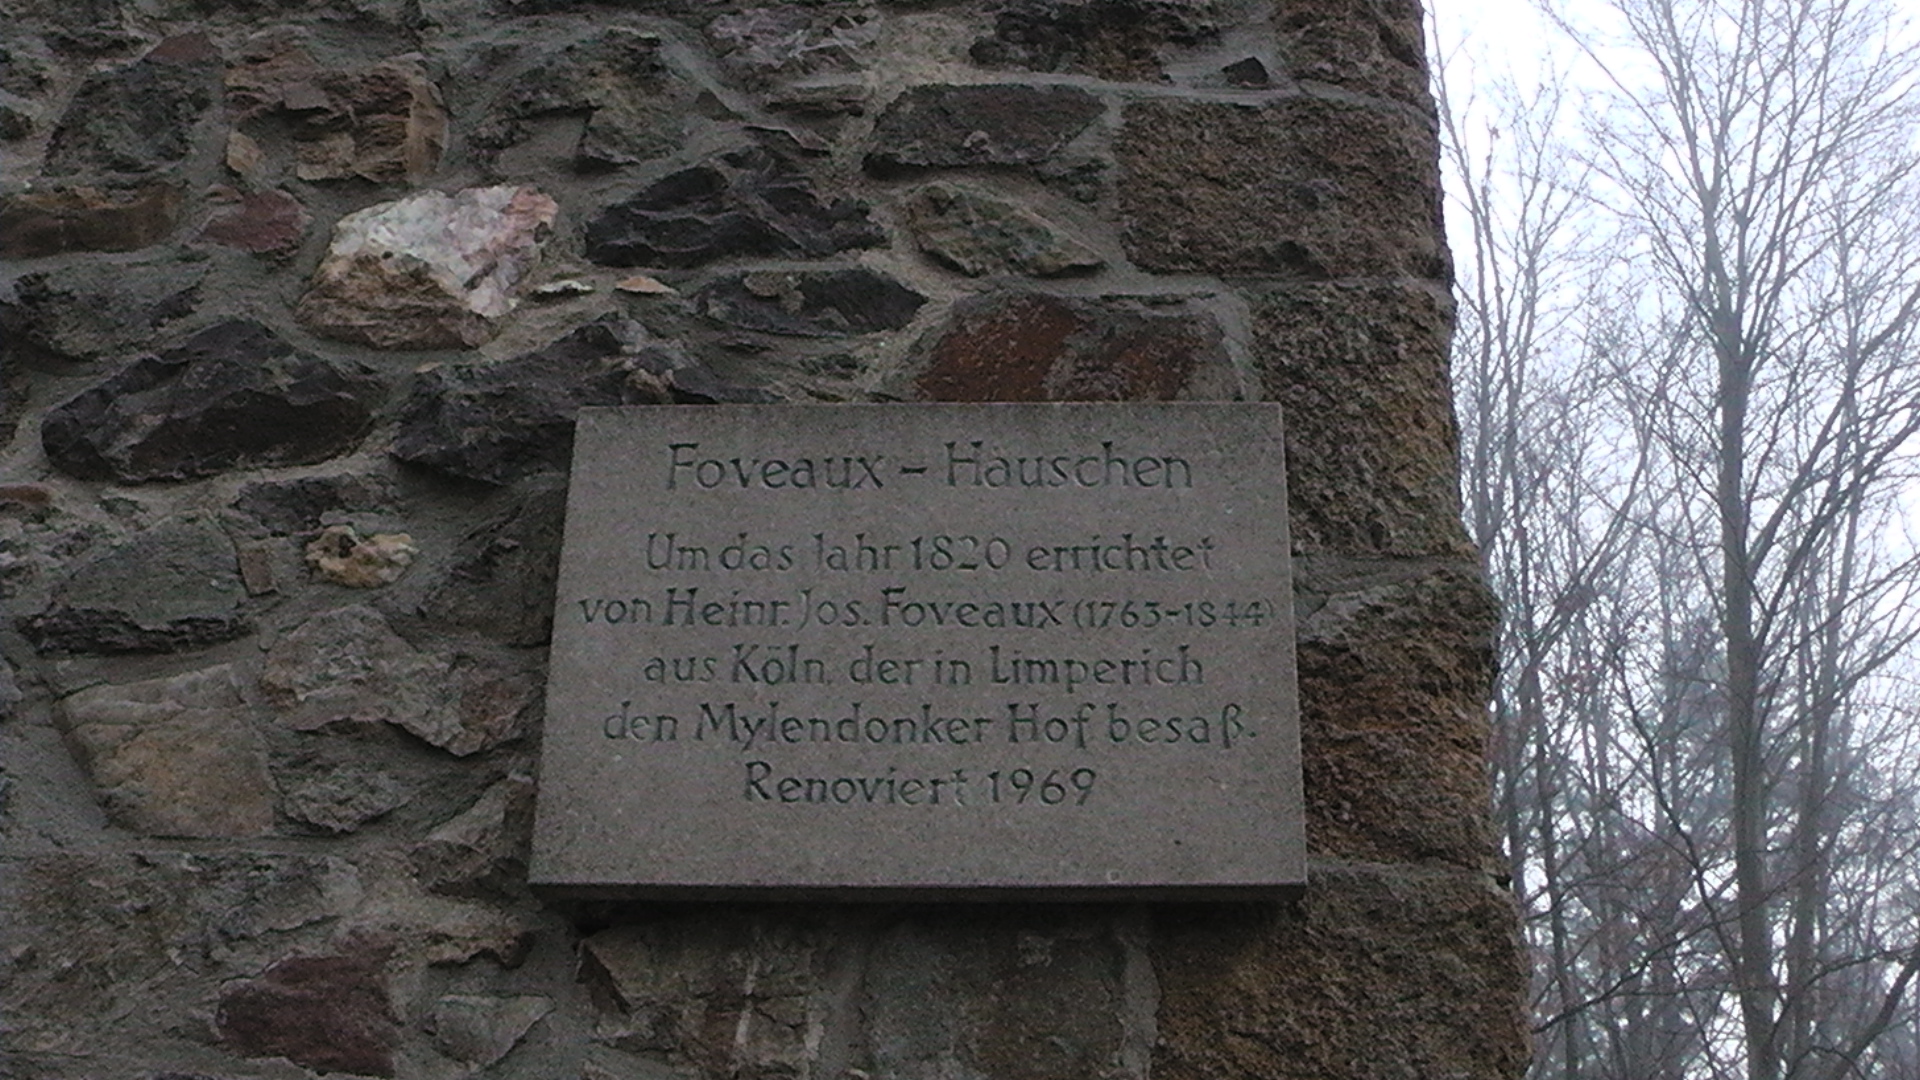 Foveaux - Häuschen
Um das Jahr 1820 errichtet
von Heinr. Jos. Foveaux (1763-1844)
aus Köln, der in Limperich
den Mylendonker Hof besaß.
Renoviert 1969